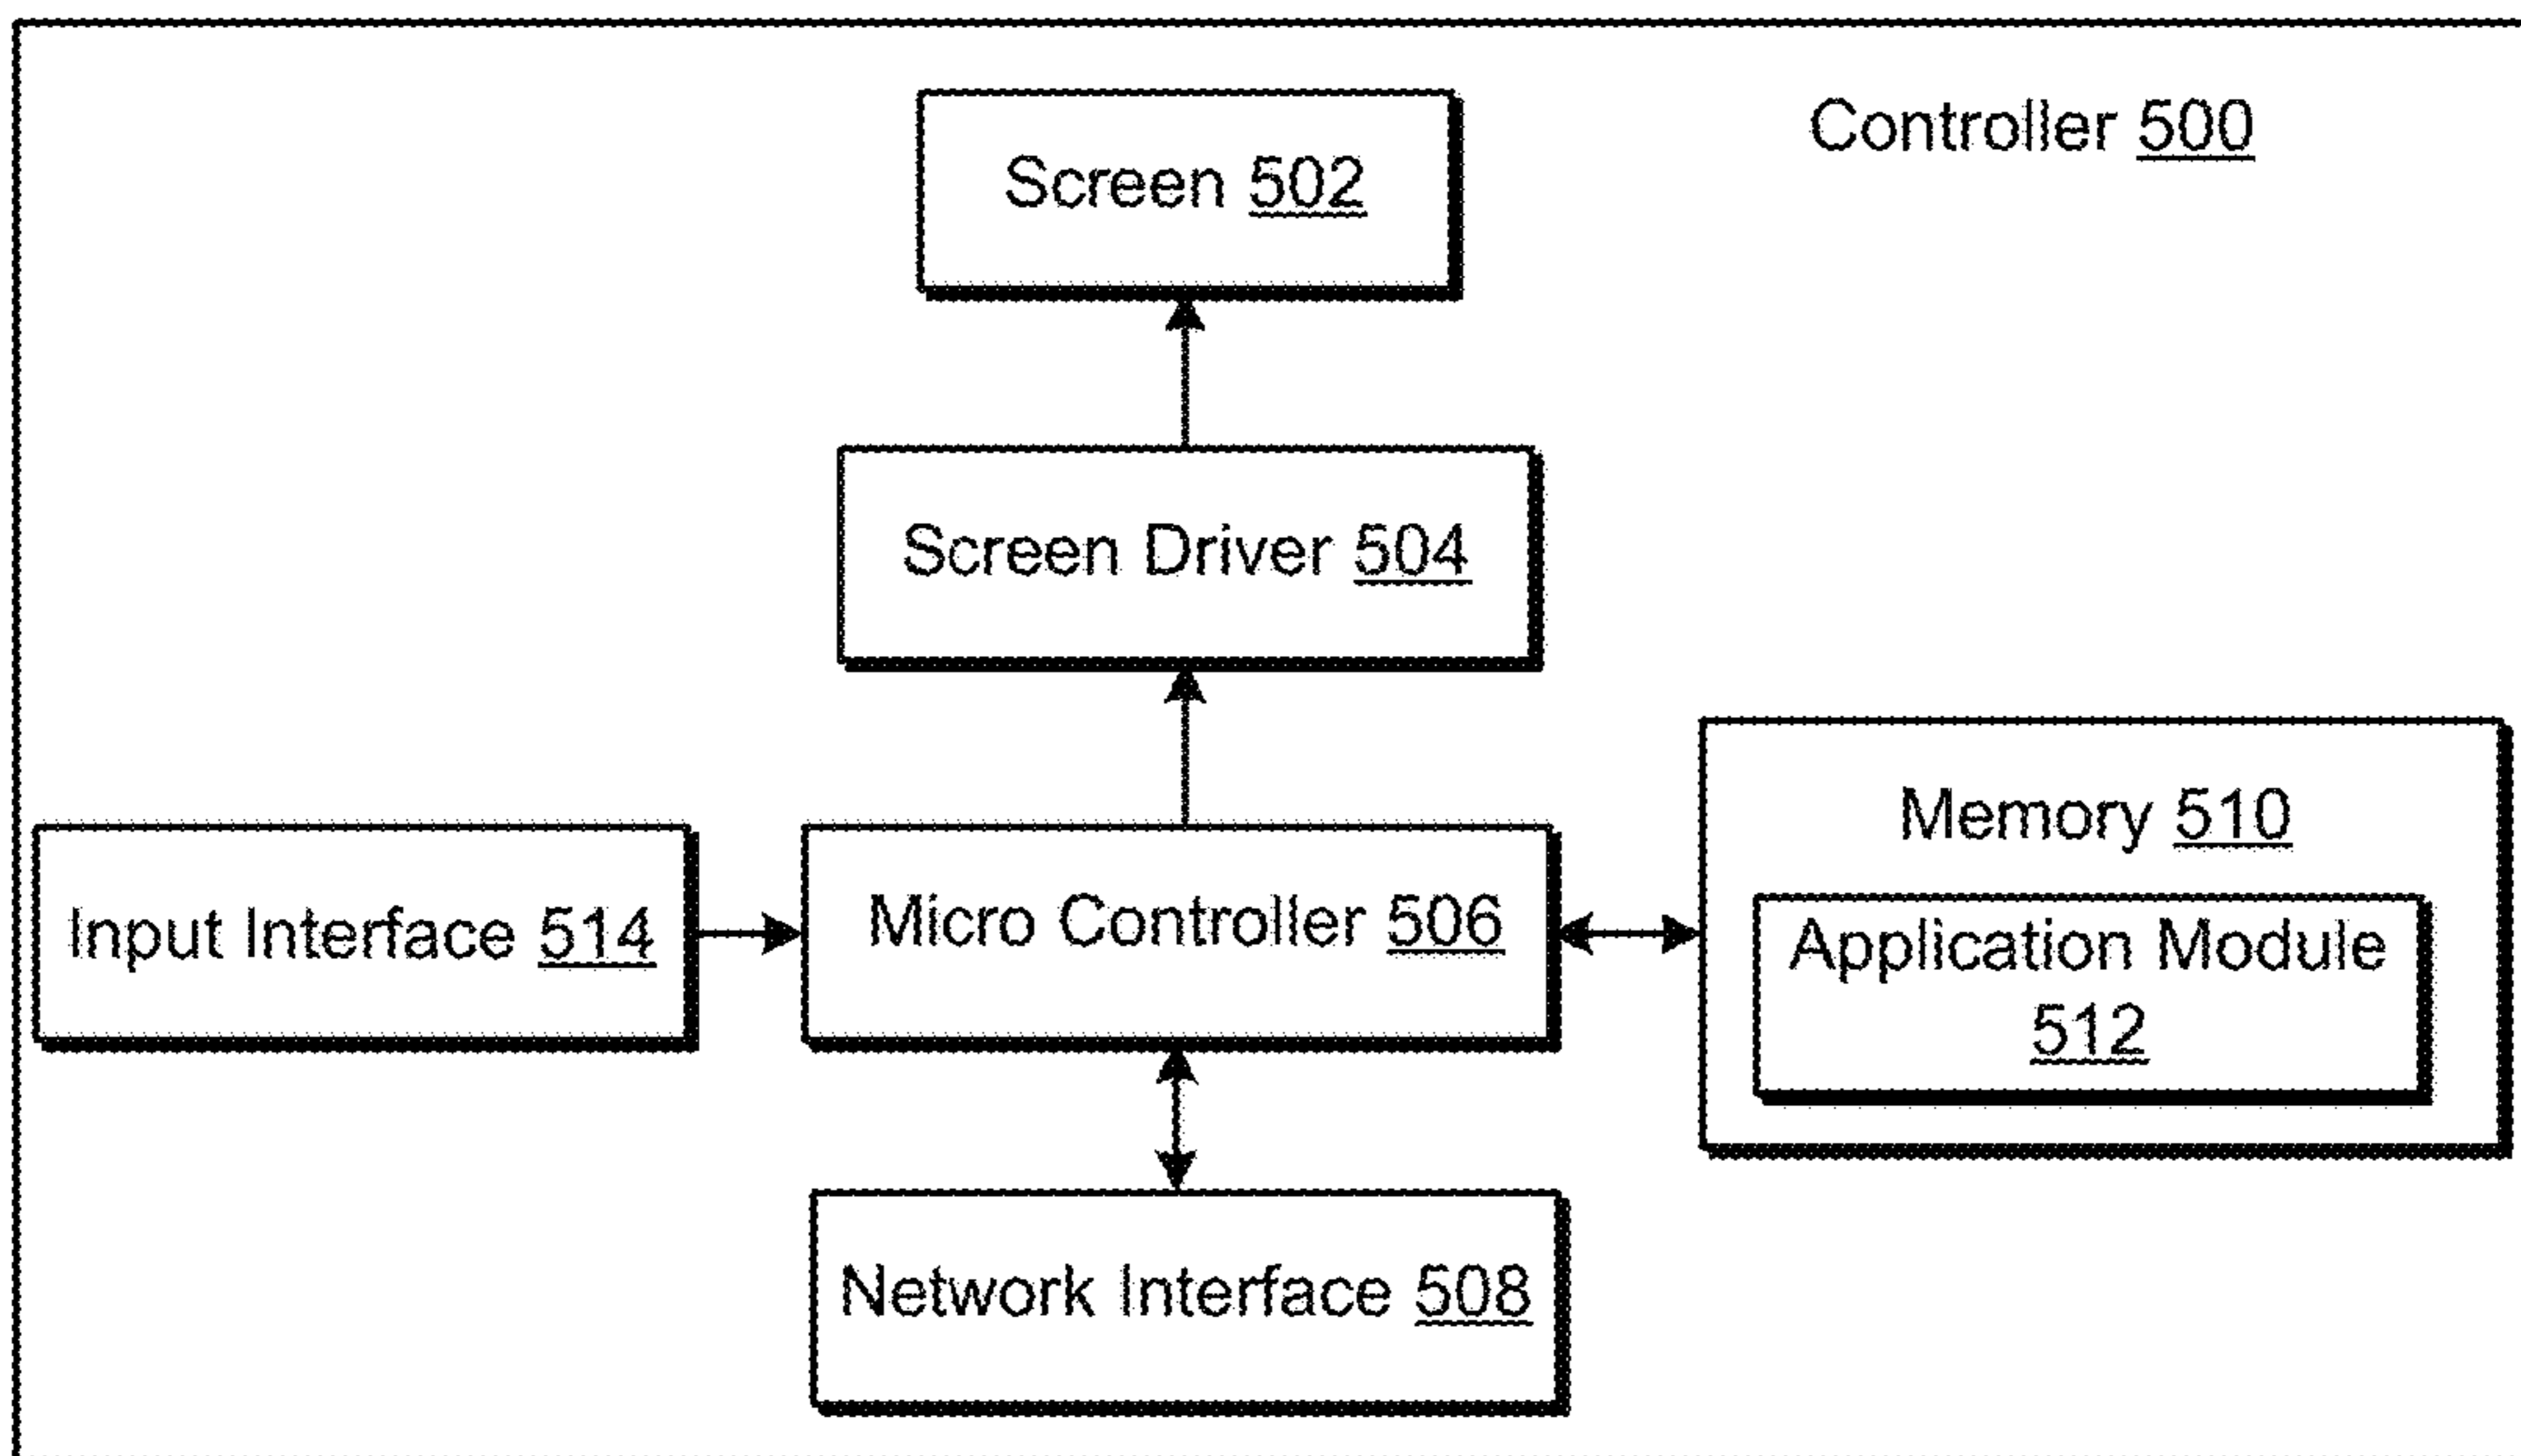 Controller 500
Screen 502
Screen Driver 504
Memory 510
Input Interface 514
Micro Controller 506
Application Module
512
Network Interface 508